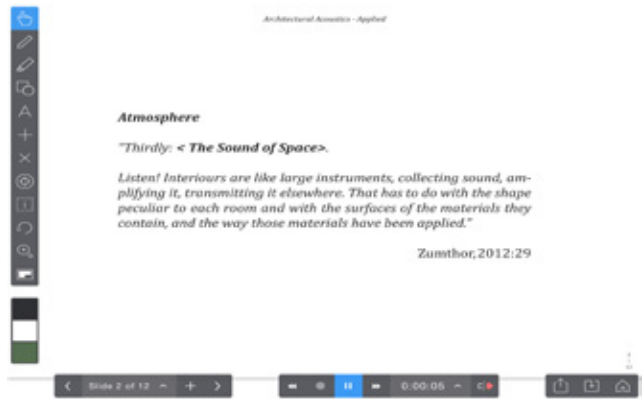 Architectural Acoustics - Applied
Atmosphere
"Thirdly: < The Sound of Space>.
Listen! Interiours are like large instruments, collecting sound, am-
plifying it, transmitting it elsewhere. That has to do with the shape
peculiar to each room and with the surfaces of the materials they
contain, and the way those materials have been applied."
Zumthor,2012:29
A
1
Slide 2 of 12
0:00:05